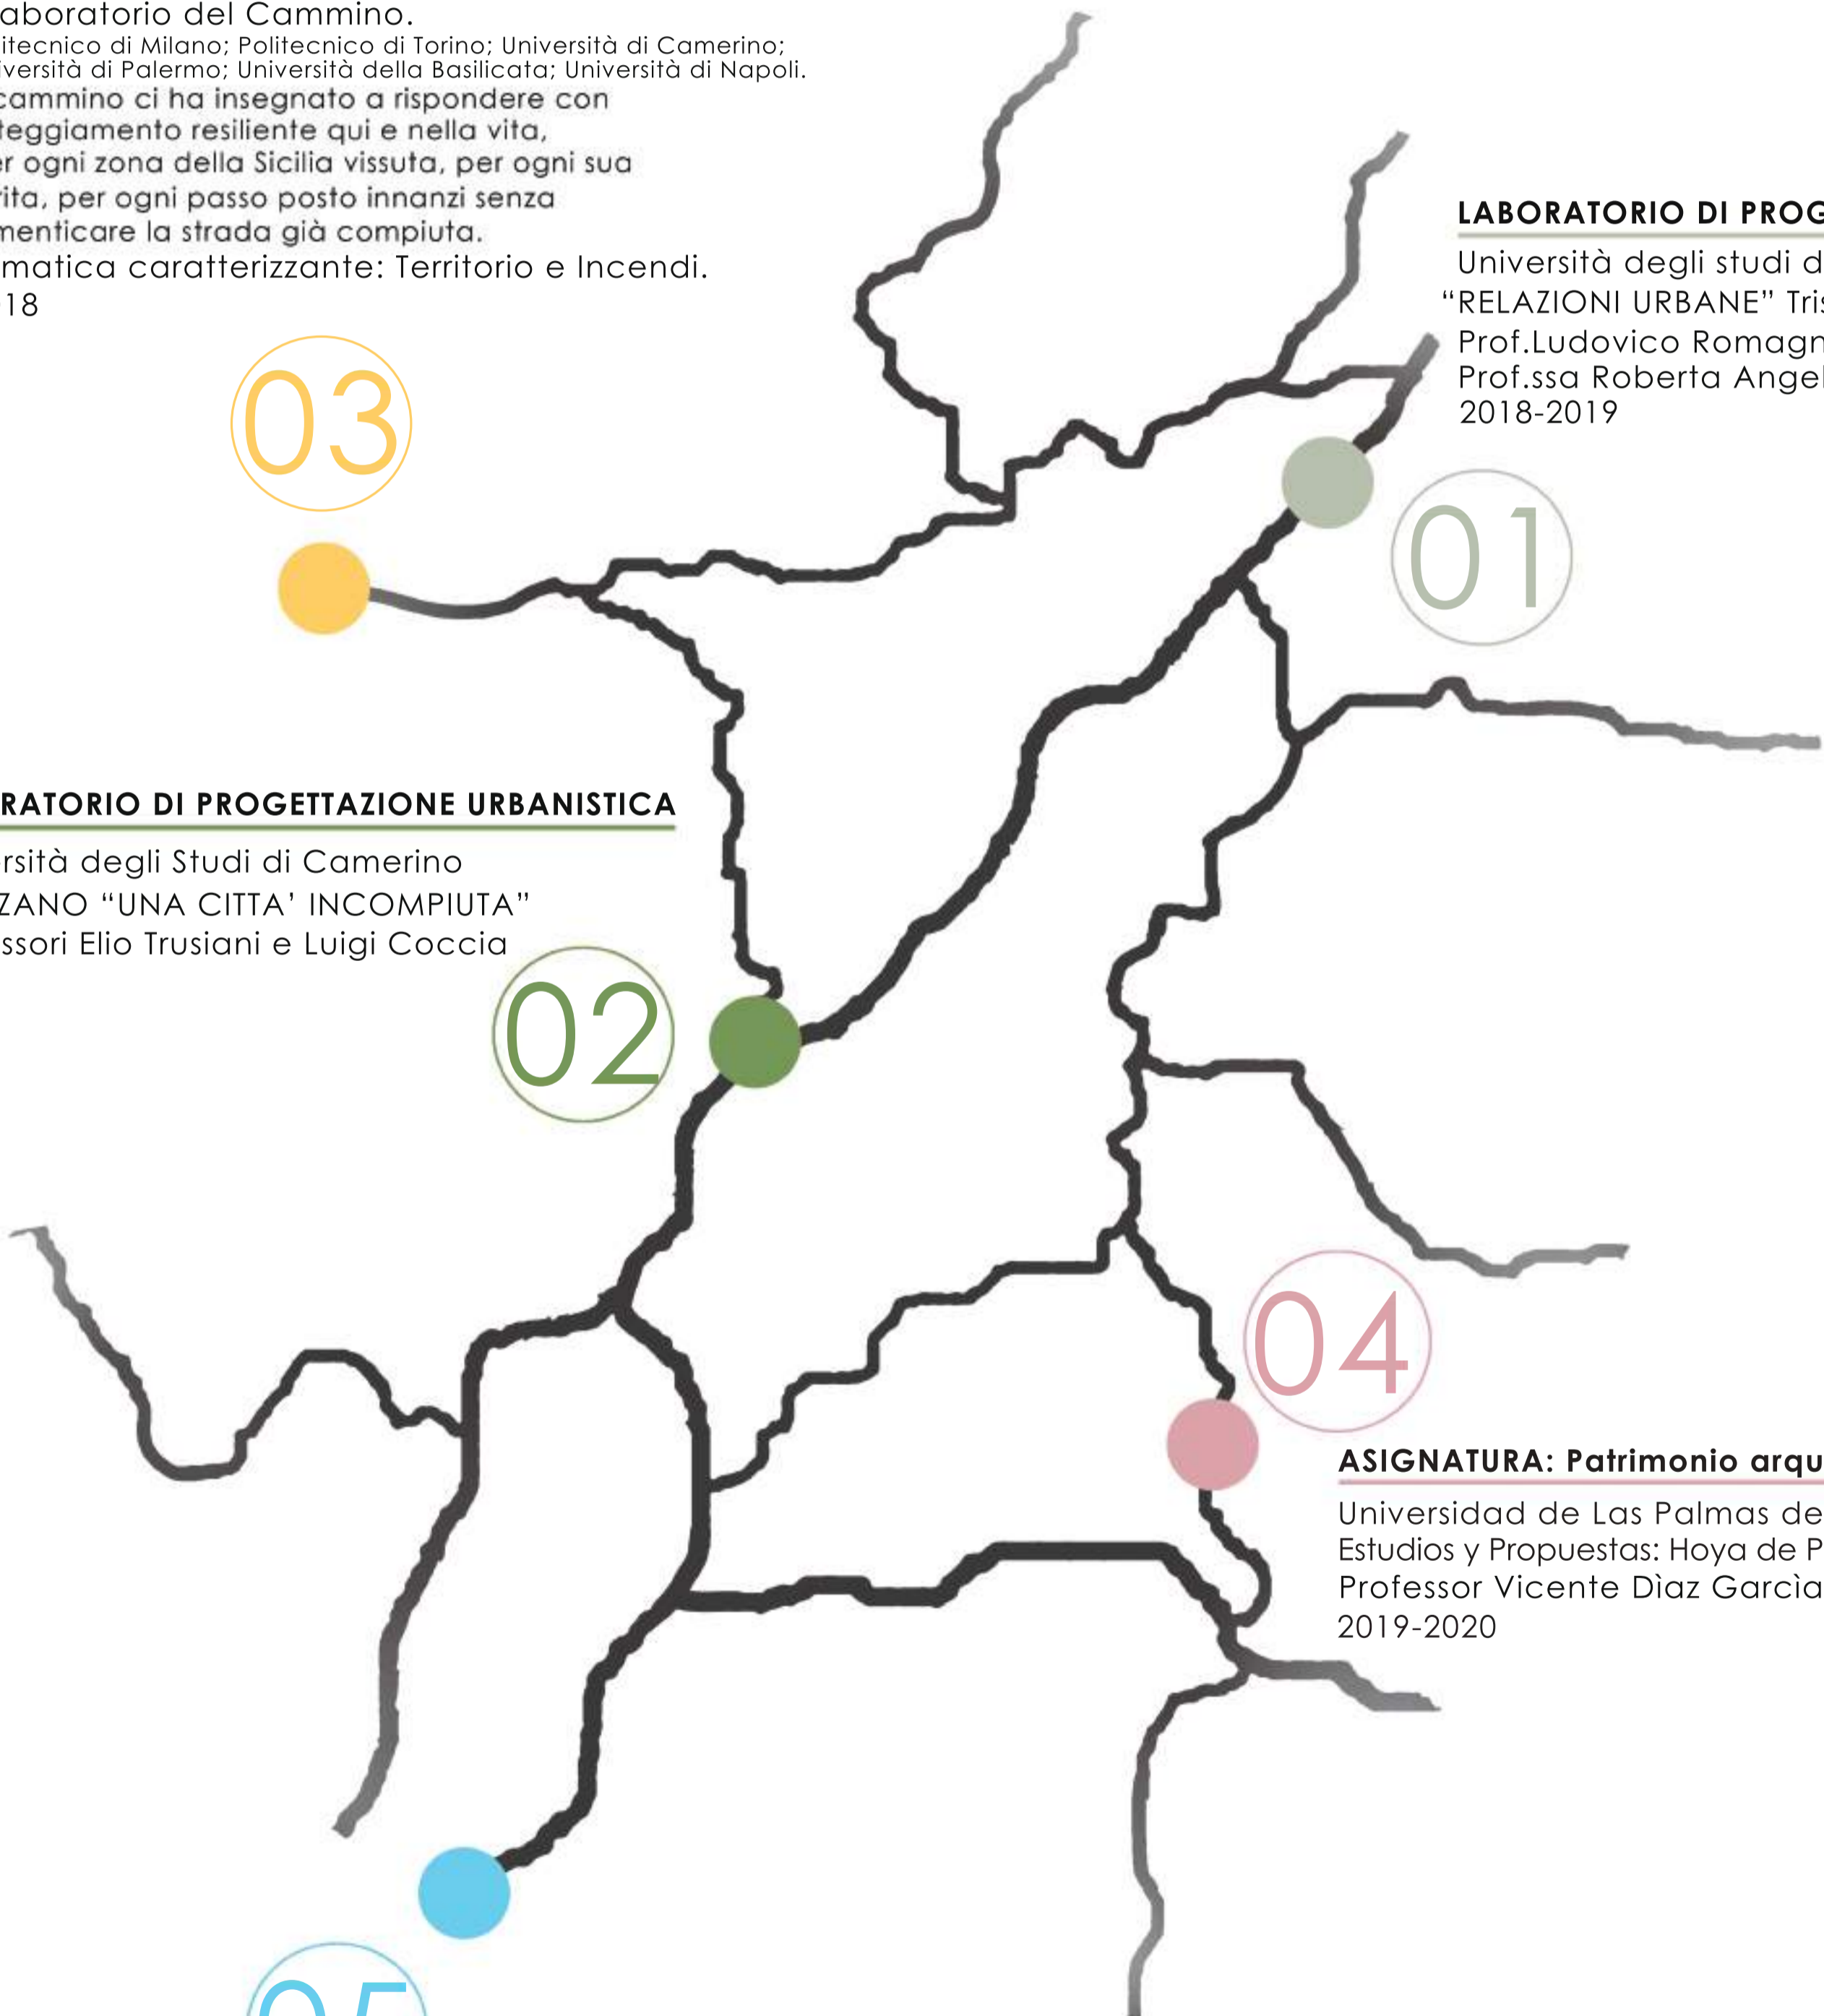 aboratorio del Cammino.
itecnico di Milano; Politecnico di Torino; Università di Camerino;
iversità di Palermo; Università della Basilicata; Università di Napoli.
cammino ci ha insegnato a rispondere con
teggiamento resiliente qui e nella vita,
er ogni zona della Sicilia vissuta, per ogni sua
rita, per ogni passo posto innanzi senza
menticare la strada già compiuta.
matica caratterizzante: Territorio e Incendi.
18
03
LABORATORIO DI PROG
Università degli studi d
“RELAZIONI URBANE” Tris
Prof.Ludovico Romagn
Prof.ssa Roberta Angel
2018-2019
01
RATORIO DI PROGETTAZIONE URBANISTICA
rsità degli Studi di Camerino
ZANO “UNA CITTA' INCOMPIUTA”
ssori Elio Trusiani e Luigi Coccia
02
04
ASIGNATURA: Patrimonio arqu
Universidad de Las Palmas de
Estudios y Propuestas: Hoya de P
Professor Vicente Dìaz Garcìa
2019-2020
05